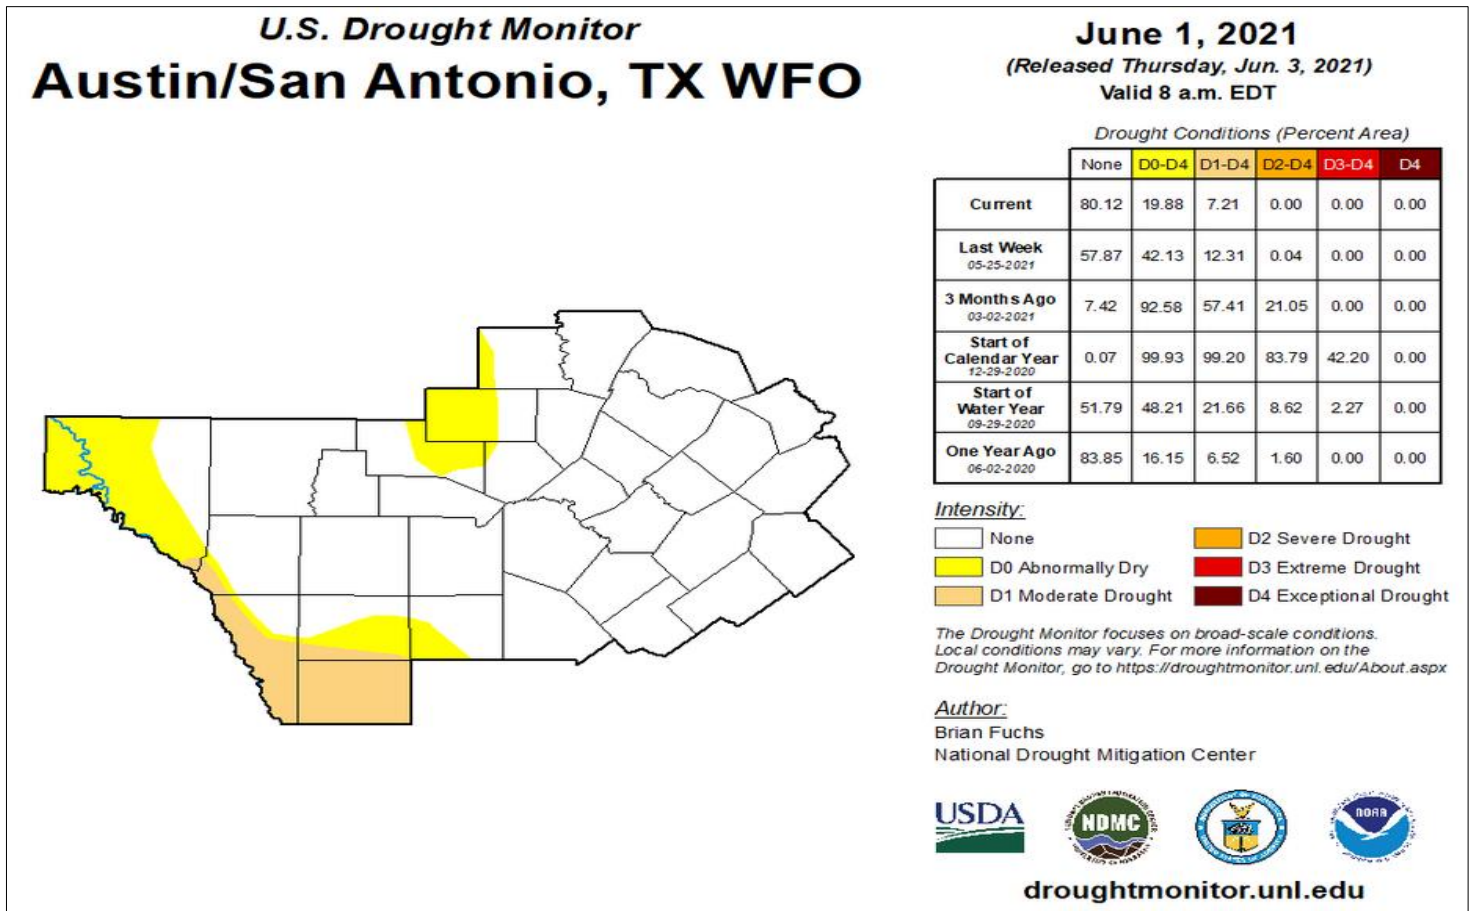 U.S. Drought Monitor
Austin/San Antonio, TX WFO
June 1, 2021
(Released Thursday, Jun. 3, 2021)
Valid 8 a.m. EDT
Drought Conditions (Percent Area)
None D0-D4 D1-D4 D2-D4 D3-D4 D4
Current 80.12 19.88 7.21 0.00 0.00 0.00
Last Week
05-25-2021 57.87 42.13 12.31 0.04 0.00 0.00
3 Months Ago
03-02-2021 7.42 92.58 57.41 21.05 0.00 0.00
Start of
Calendar Year
12-29-2020 0.07 99.93 99.20 83.79 42.20 0.00
Start of
Water Year
09-29-2020 51.79 48.21 21.66 8.62 2.27 0.00
One Year Ago
06-02-2020 83.85 16.15 6.52 1.60 0.00 0.00
Intensity:
None
D0 Abnormally Dry
D1 Moderate Drought
D2 Severe Drought
D3 Extreme Drought
D4 Exceptional Drought
The Drought Monitor focuses on broad-scale conditions.
Local conditions may vary. For more information on the
Drought Monitor, go to https://droughtmonitor.unl.edu/About.aspx
Author:
Brian Fuchs
National Drought Mitigation Center
USDA
NDMC
NOAA
droughtmonitor.unl.edu